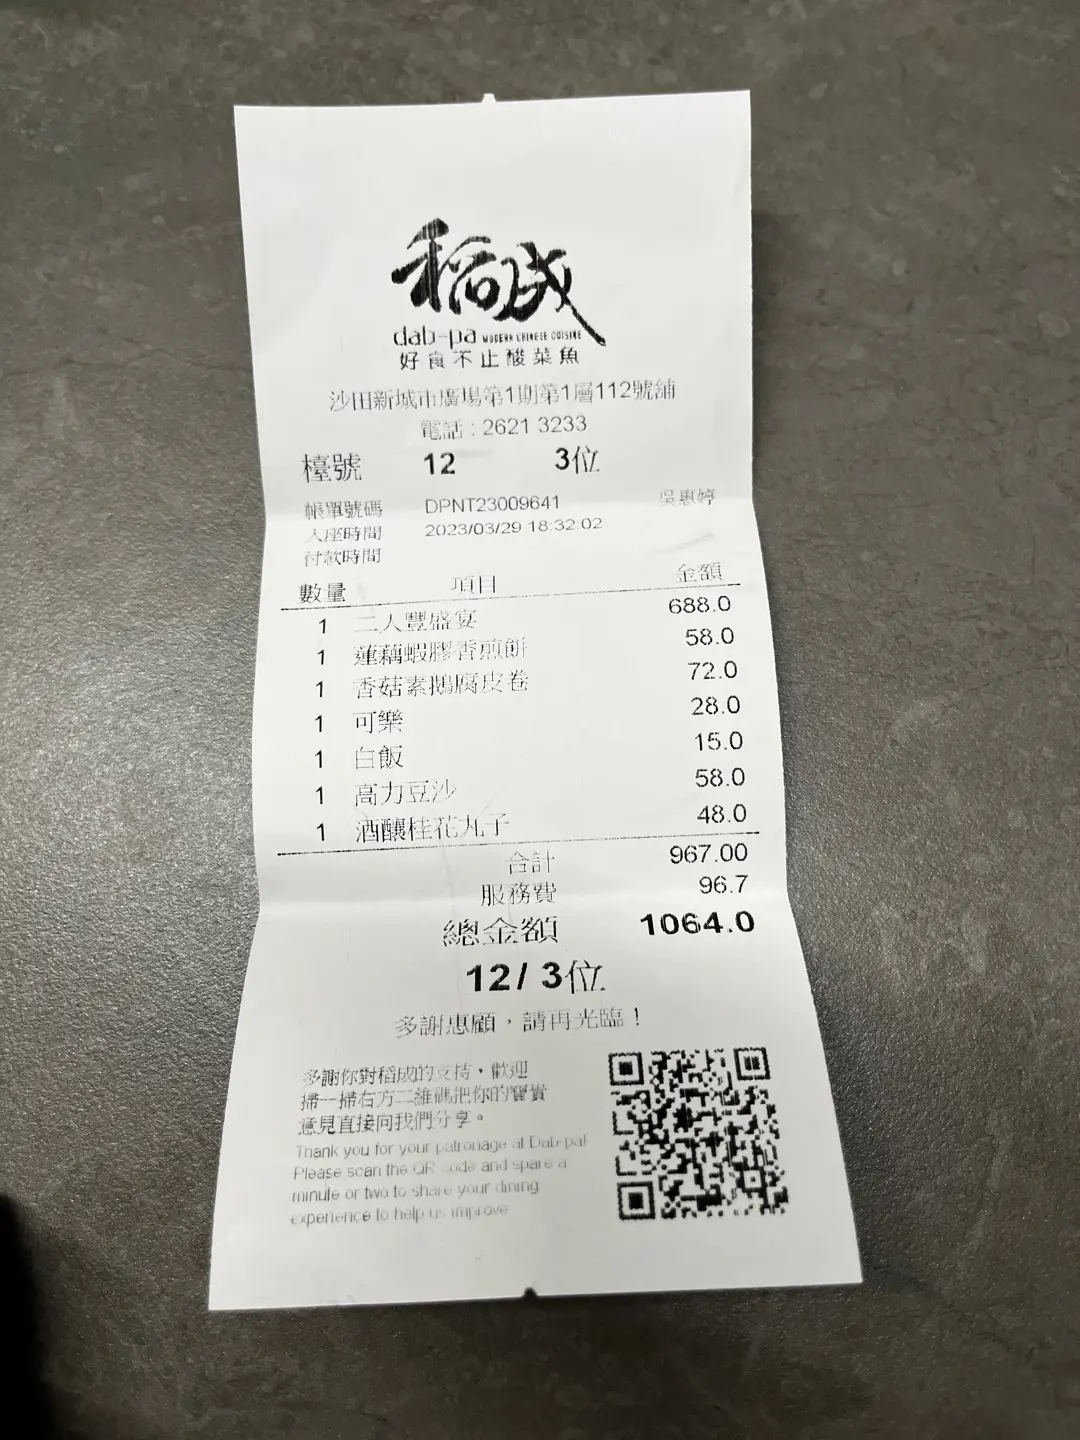 稻成
dab-pa MODERN CHINESE CUISINE
好食不止酸菜魚
沙田新城市廣場第1期第1層112號舖
電話 : 2621 3233
檯號 12 3位
帳單號碼 DPNT23009641 吳惠婷
入座時間 2023/03/29 18:32:02
付款時間
數量 項目 金額
1 二人豐盛宴 688.0
1 蓮藕蝦膠香煎餅 58.0
1 香菇素鵝腐皮卷 72.0
1 可樂 28.0
1 白飯 15.0
1 高力豆沙 58.0
1 酒釀桂花丸子 48.0
合計 967.00
服務費 96.7
總金額 1064.0
12/ 3位
多謝惠顧，請再光臨！
多謝你對稻成的支持，歡迎
掃一掃右方二維碼把你的寶貴
意見直接向我們分享。
Thank you for your patronage at Dab-pa!
Please scan the QR code and spare a
minute or two to share your dining
experience to help us improve